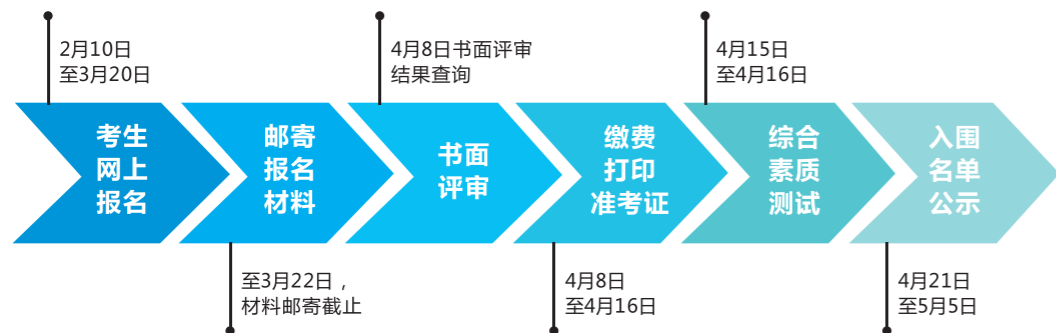 2月10日
至3月20日
4月8日书面评审
结果查询
4月15日
至4月16日
考生
网上
报名
邮寄
报名
材料
书面
评审
缴费
打印
准考证
综合
素质
测试
入围
名单
公示
至3月22日，
材料邮寄截止
4月8日
至4月16日
4月21日
至5月5日